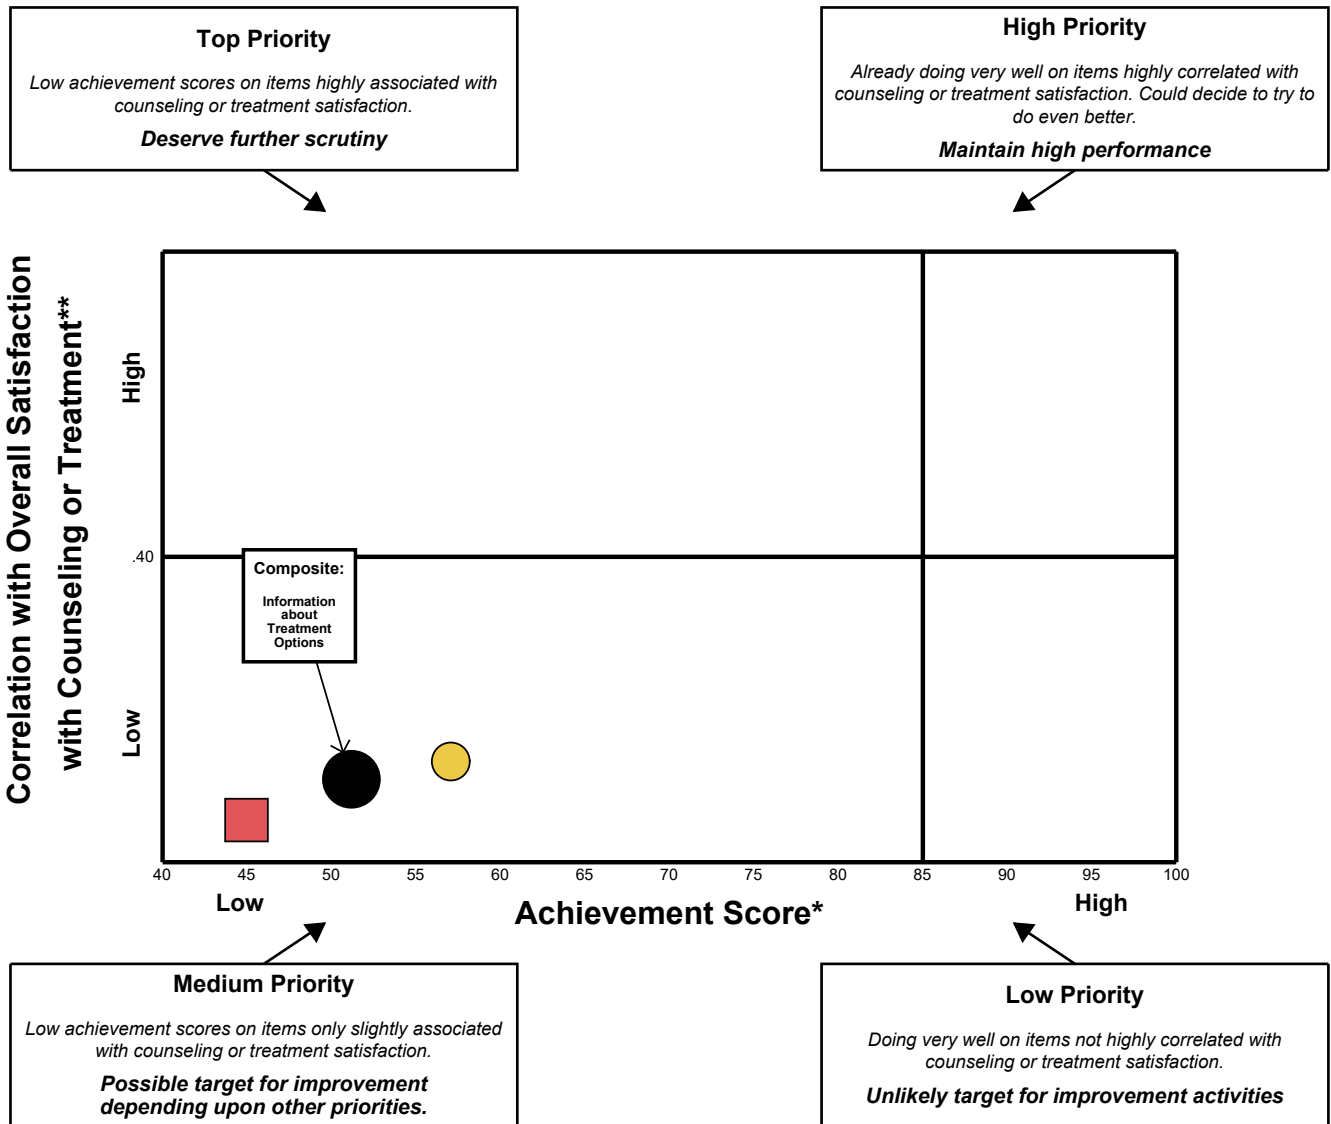 Top Priority
Low achievement scores on items highly associated with
counseling or treatment satisfaction.
Deserve further scrutiny
High Priority
Already doing very well on items highly correlated with
counseling or treatment satisfaction. Could decide to try to
do even better.
Maintain high performance
Correlation with Overall Satisfaction
with Counseling or Treatment**
High
.40
Low
Composite:
Information
about
Treatment
Options
40 45 50 55 60 65 70 75 80 85 90 95 100
Low
Achievement Score*
High
Medium Priority
Low achievement scores on items only slightly associated
with counseling or treatment satisfaction.
Possible target for improvement
depending upon other priorities.
Low Priority
Doing very well on items not highly correlated with
counseling or treatment satisfaction.
Unlikely target for improvement activities